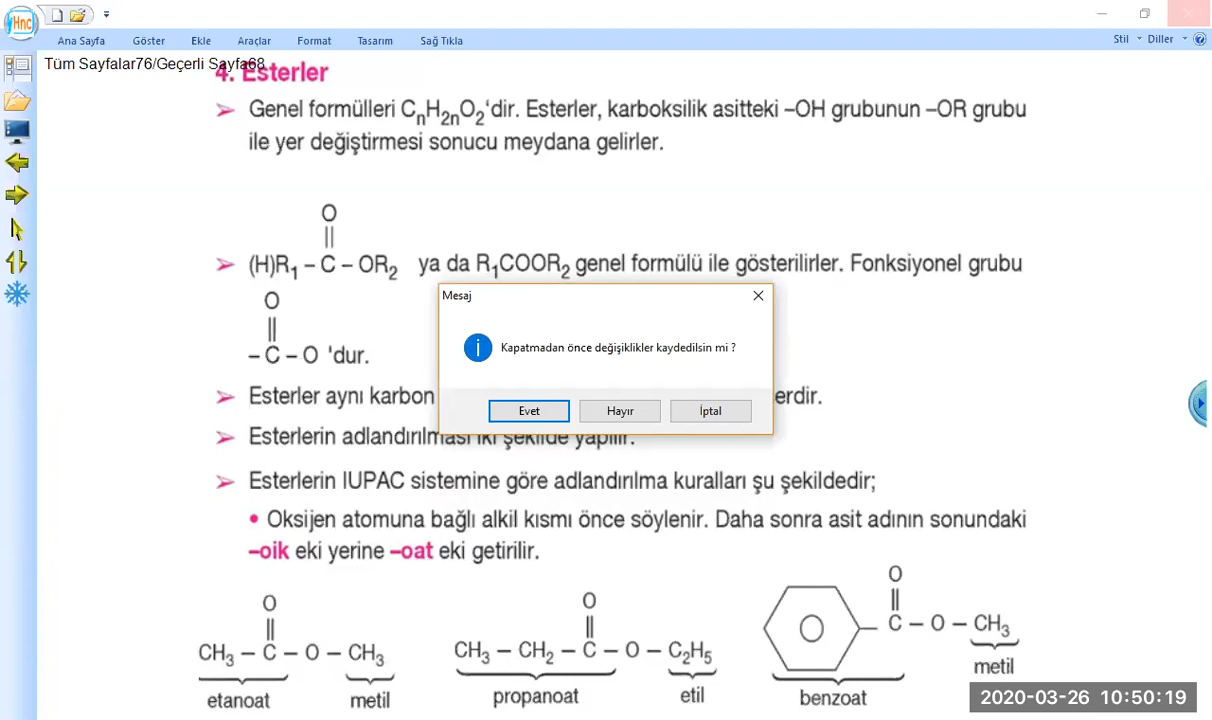 Hnc
Ana Sayfa Göster Ekle Araçlar Format Tasarım Sağ Tıkla Stil Diller
Tüm Sayfalar76/Geçerli Sayfa68
4. Esterler
➢ Genel formülleri CnH2nO2'dir. Esterler, karboksilik asitteki –OH grubunun –OR grubu
ile yer değiştirmesi sonucu meydana gelirler.
O
||
➢ (H)R1 – C – OR2 ya da R1COOR2 genel formülü ile gösterilirler. Fonksiyonel grubu
O
||
– C – O 'dur.
Mesaj
Kapatmadan önce değişiklikler kaydedilsin mi ?
Evet Hayır İptal
➢ Esterler aynı karbon erdir.
➢ Esterlerin adlandırılması iki şekilde yapılır.
➢ Esterlerin IUPAC sistemine göre adlandırılma kuralları şu şekildedir;
• Oksijen atomuna bağlı alkil kısmı önce söylenir. Daha sonra asit adının sonundaki
–oik eki yerine –oat eki getirilir.
O O O
|| || ||
CH3 – C – O – CH3 CH3 – CH2 – C – O – C2H5 C – O – CH3
etanoat metil propanoat etil benzoat metil
2020-03-26 10:50:19